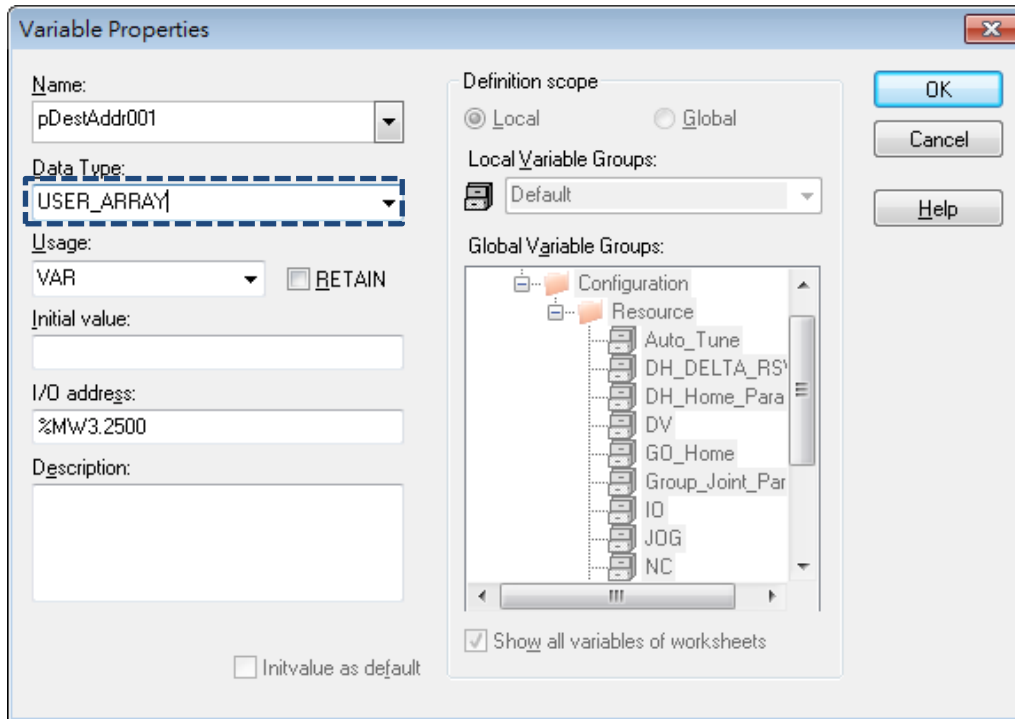 Variable Properties
Name:
pDestAddr001
Data Type:
USER_ARRAY
Usage:
VAR
RETAIN
Initial value:
I/O address:
%MW3.2500
Description:
Initvalue as default
Definition scope
Local
Global
Local Variable Groups:
Default
Global Variable Groups:
Configuration
Resource
Auto_Tune
DH_DELTA_RS
DH_Home_Para
DV
GO_Home
Group_Joint_Par
IO
JOG
NC
Show all variables of worksheets
OK
Cancel
Help